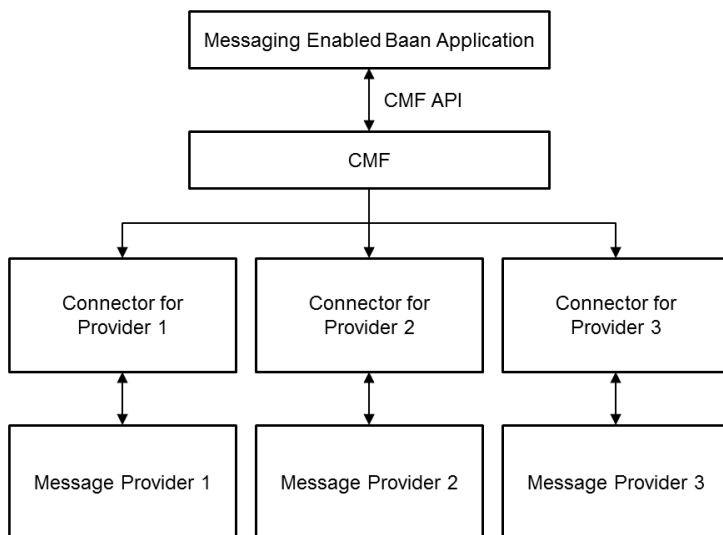 Messaging Enabled Baan Application
CMF API
CMF
Connector for
Provider 1
Connector for
Provider 2
Connector for
Provider 3
Message Provider 1
Message Provider 2
Message Provider 3